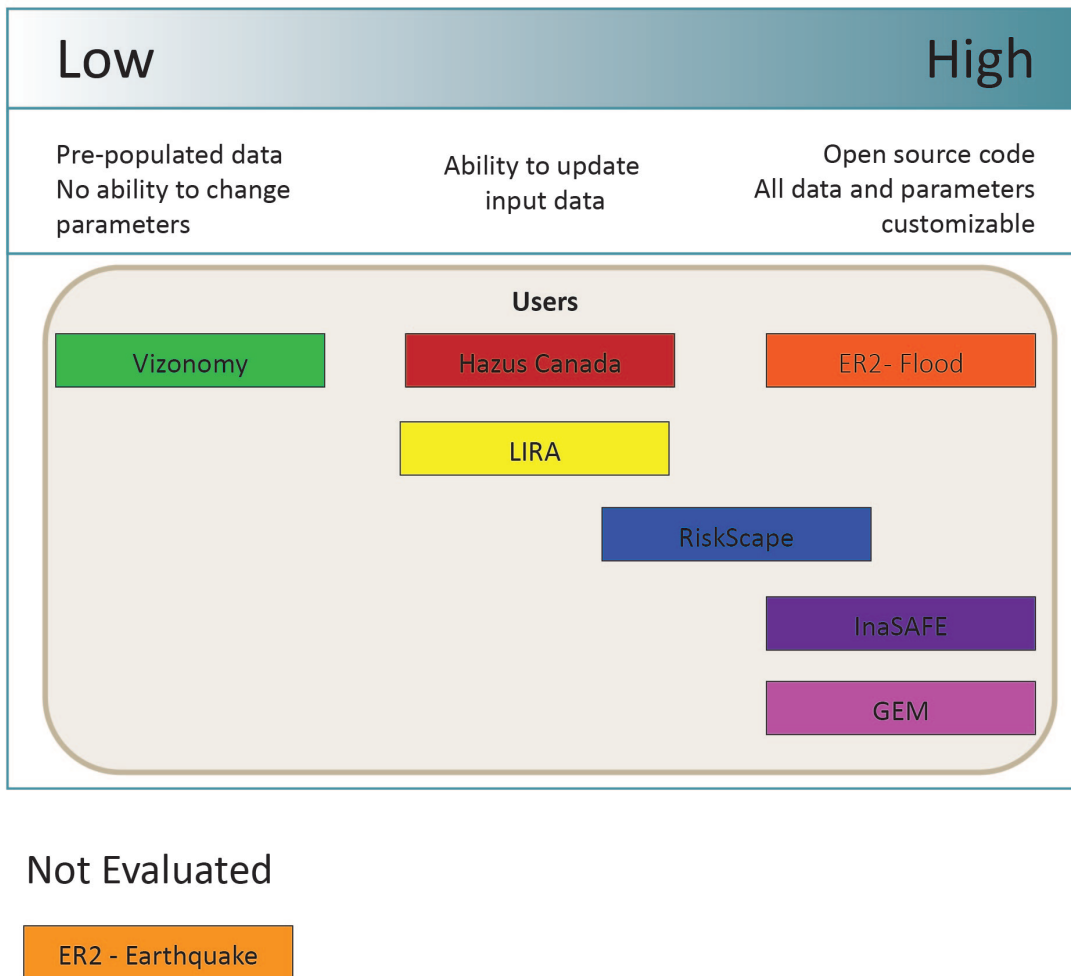 Low
High
Pre-populated data
No ability to change
parameters
Ability to update
input data
Open source code
All data and parameters
customizable
Users
Vizonomy
Hazus Canada
ER2- Flood
LIRA
RiskScape
InaSAFE
GEM
Not Evaluated
ER2 - Earthquake